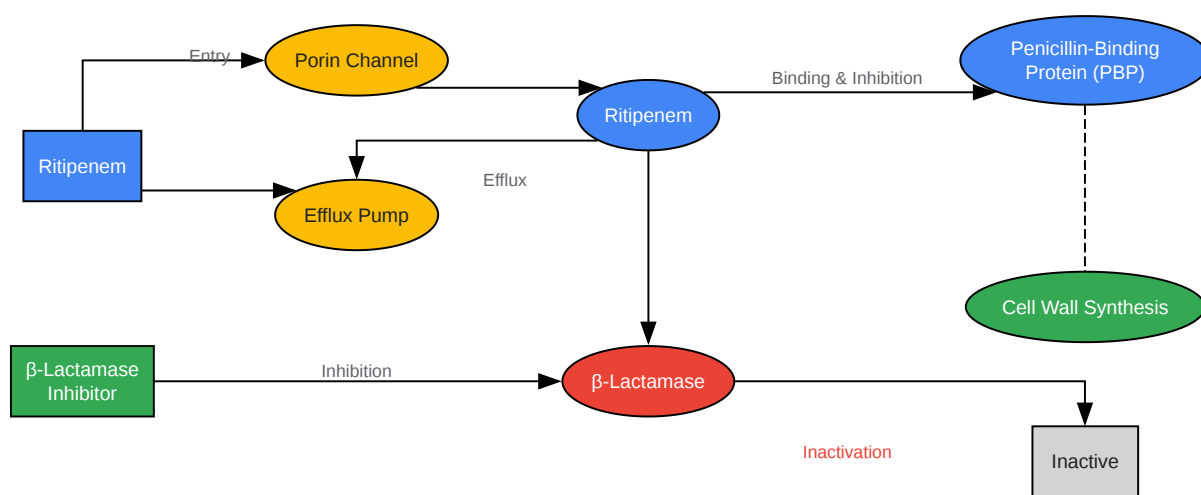 Entry
Porin Channel
Penicillin-Binding
Protein (PBP)
Binding & Inhibition
Ritipenem
Ritipenem
Efflux
Efflux Pump
Cell Wall Synthesis
β-Lactamase
Inhibitor
Inhibition
β-Lactamase
Inactivation
Inactive